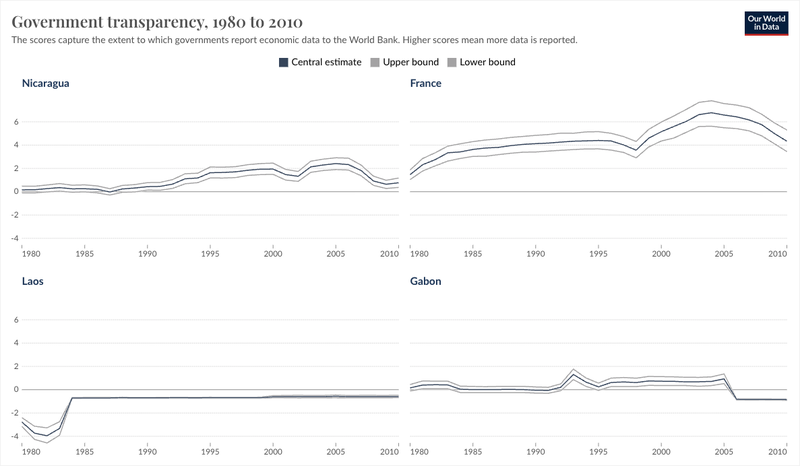 Government transparency, 1980 to 2010
Our World
in Data
The scores capture the extent to which governments report economic data to the World Bank. Higher scores mean more data is reported.
Central estimate Upper bound Lower bound
Nicaragua
6
4
2
0
-2
-4
1980 1985 1990 1995 2000 2005 2010
France
1980 1985 1990 1995 2000 2005 2010
Laos
6
4
2
0
-2
-4
1980 1985 1990 1995 2000 2005 2010
Gabon
1980 1985 1990 1995 2000 2005 2010